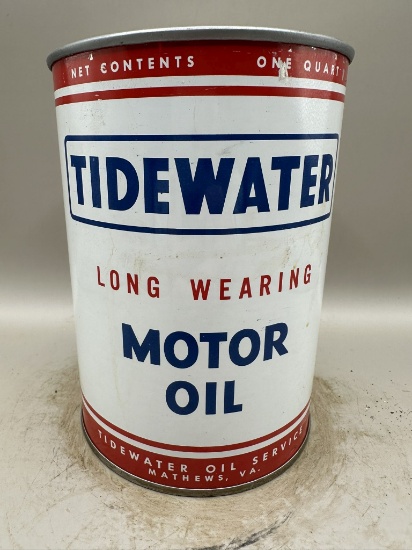 NET CONTENTS ONE QUART
TIDEWATER
LONG WEARING
MOTOR
OIL
TIDEWATER OIL SERVICE
MATHEWS, VA.